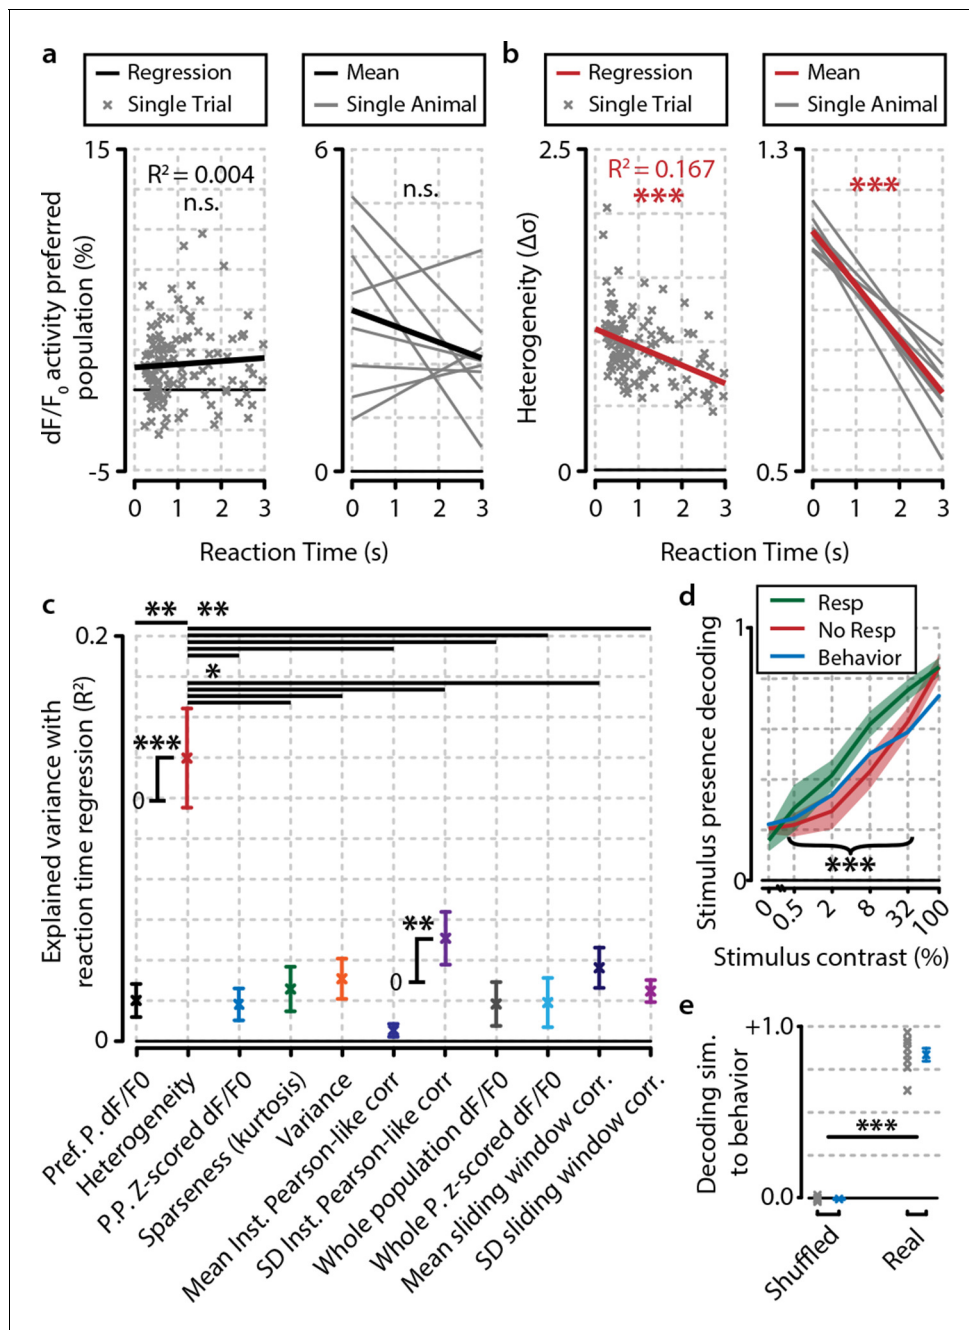 a
Regression
Single Trial
Mean
Single Animal
b
Regression
Single Trial
Mean
Single Animal
15
R² = 0.004
n.s.
-5
dF/F₀ activity preferred
population (%)
0 1 2 3
6
n.s.
0
0 1 2 3
Reaction Time (s)
2.5
R² = 0.167
***
0
Heterogeneity (Δσ)
0 1 2 3
1.3
***
0.5
0 1 2 3
Reaction Time (s)
c
** **
*
***
0
**
0
0.2
0
Explained variance with
reaction time regression (R²)
Pref. P. dF/F0
Heterogeneity
P.P. Z-scored dF/F0
Sparseness (kurtosis)
Variance
Mean Inst. Pearson-like corr
SD Inst. Pearson-like corr
Whole population dF/F0
Whole P. z-scored dF/F0
Mean sliding window corr.
SD sliding window corr.
d
Resp
No Resp
Behavior
1
0
Stimulus presence decoding
***
0 0.5 2 8 32 100
Stimulus contrast (%)
e
+1.0
0.0
Decoding sim.
to behavior
***
Shuffled
Real